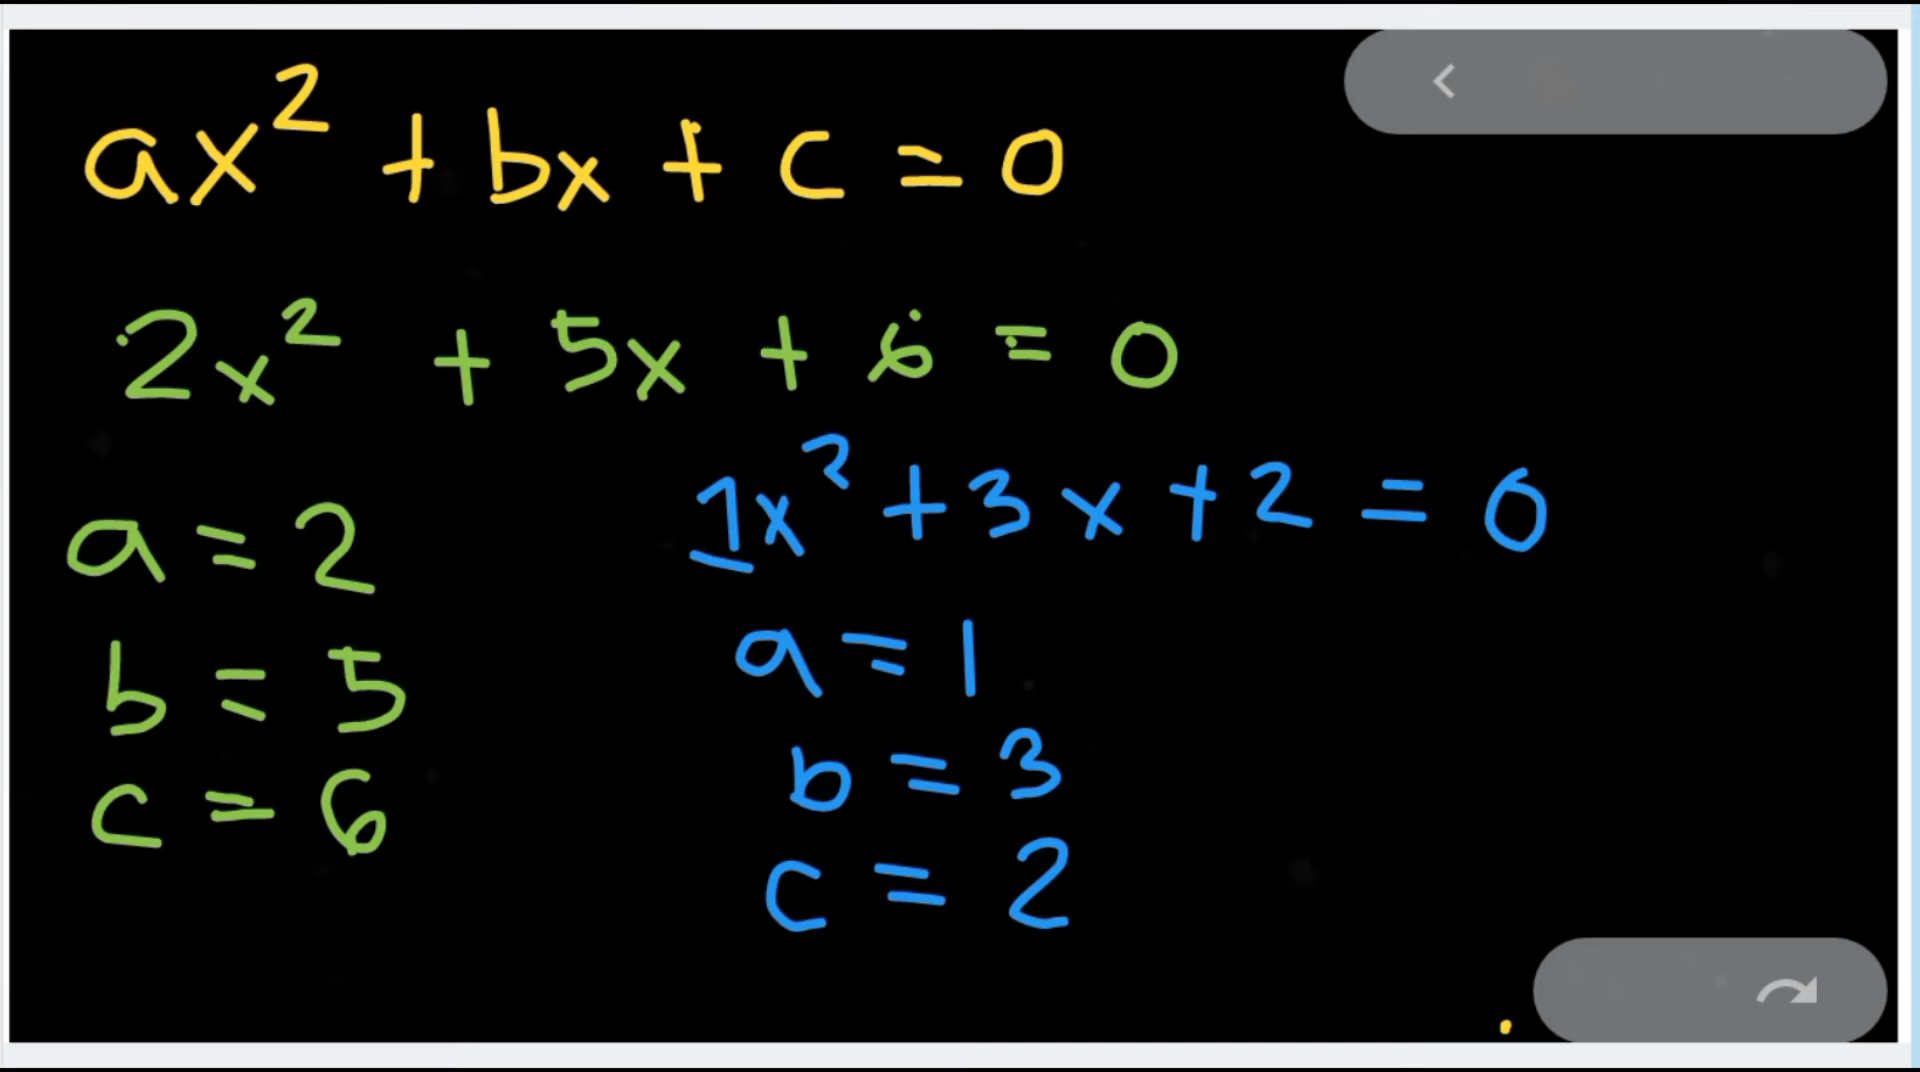 ax² + bx + c = 0
2x² + 5x + 6 = 0
a = 2
b = 5
c = 6
1x² + 3x + 2 = 0
a = 1
b = 3
c = 2